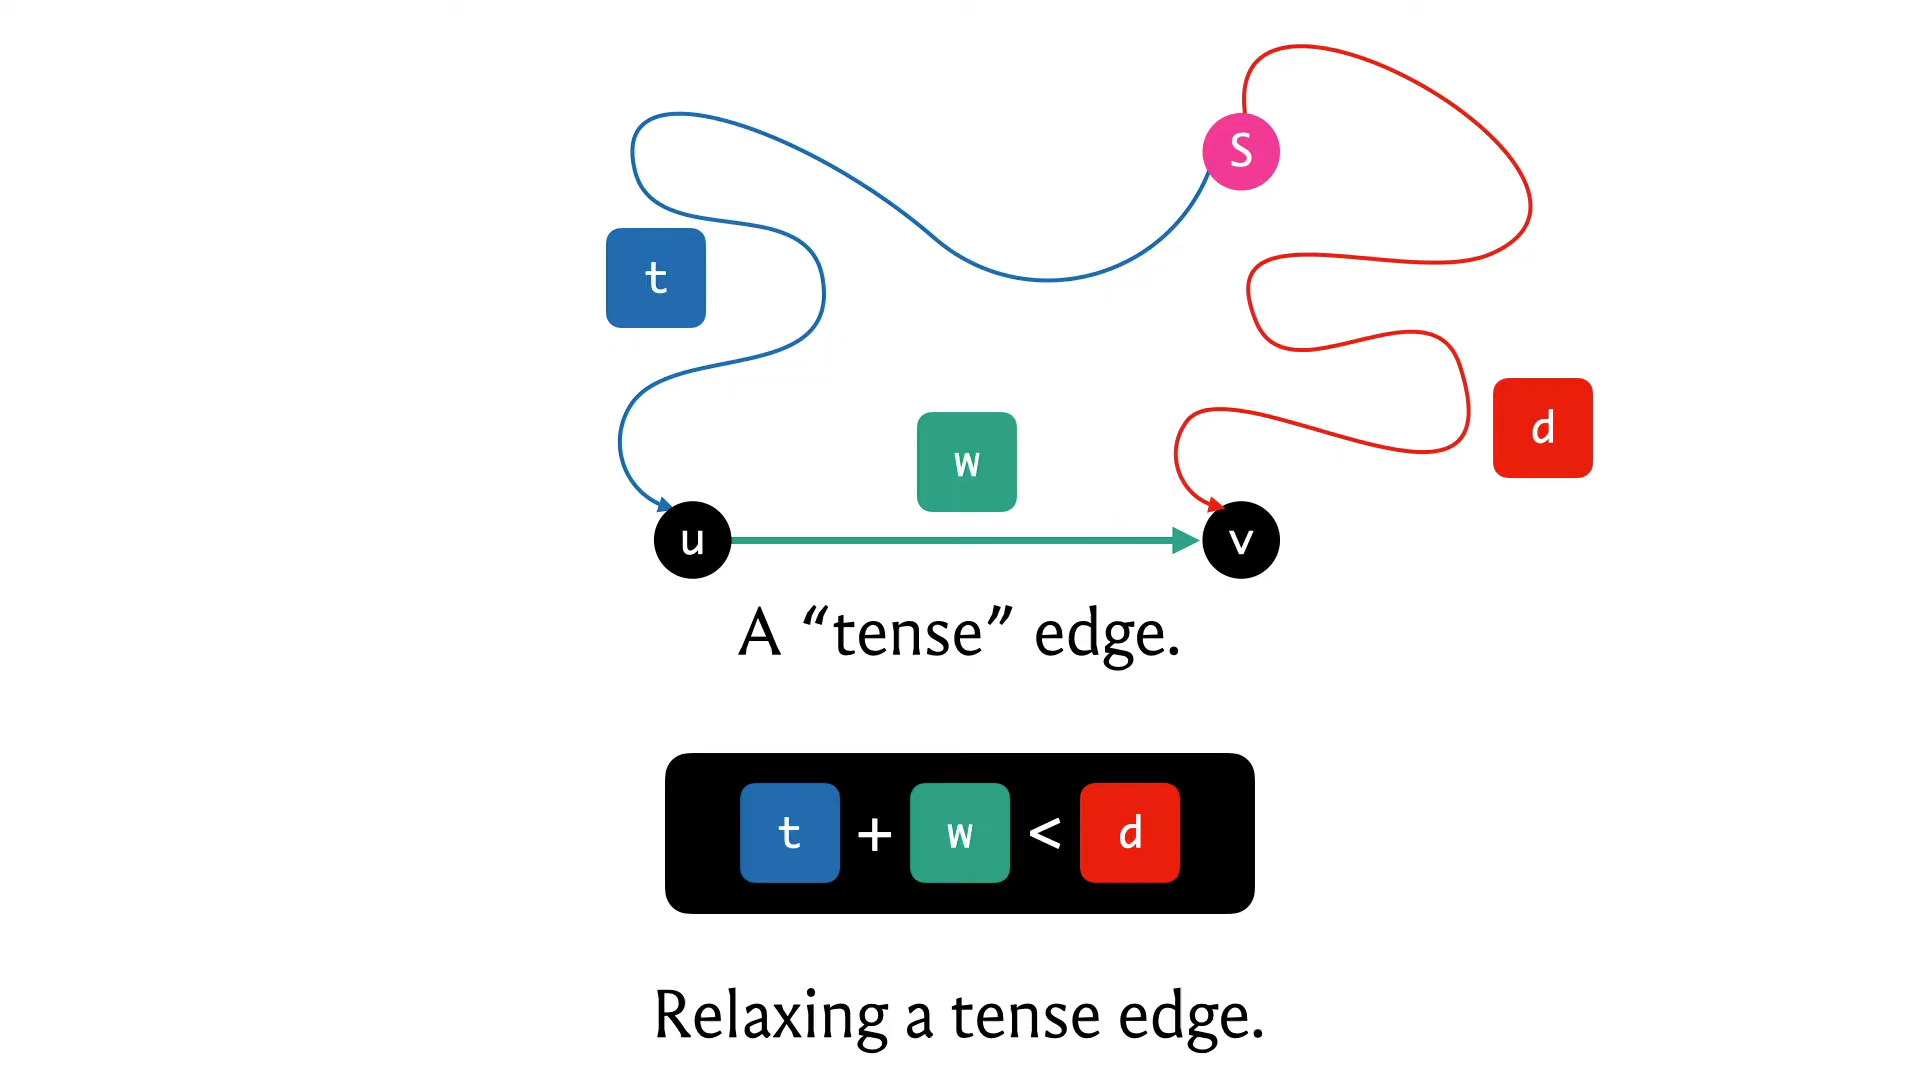 S
t
d
w
u
v
A “tense” edge.
t + w < d
Relaxing a tense edge.